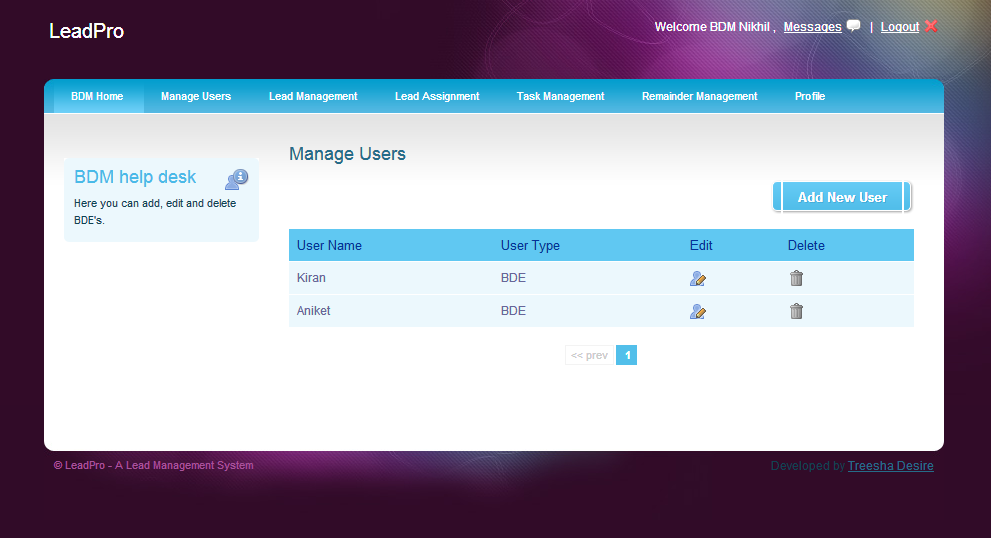 LeadPro
Welcome BDM Nikhil , Messages | Logout
BDM Home Manage Users Lead Management Lead Assignment Task Management Remainder Management Profile
Manage Users
BDM help desk
Here you can add, edit and delete
BDE's.
Add New User
User Name User Type Edit Delete
Kiran BDE
Aniket BDE
<< prev 1
© LeadPro - A Lead Management System
Developed by Treesha Desire